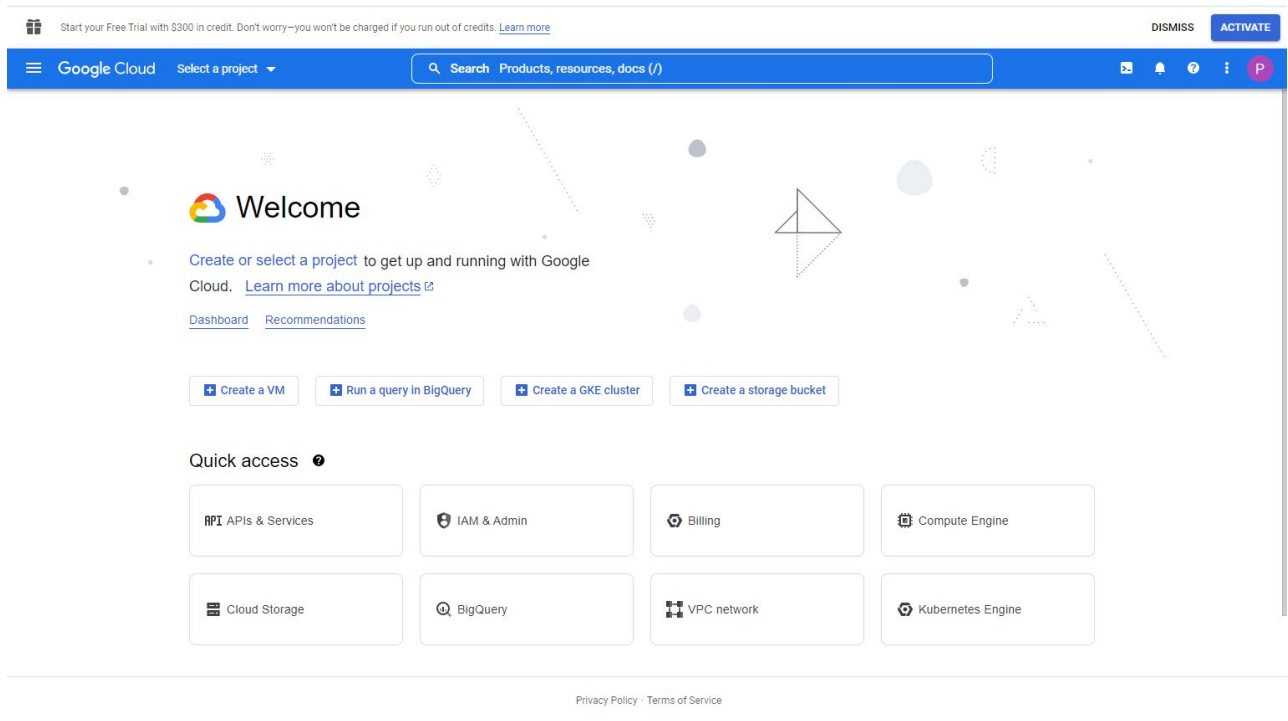 Start your Free Trial with $300 in credit. Don't worry—you won't be charged if you run out of credits. Learn more
DISMISS
ACTIVATE
Google Cloud
Select a project
Search Products, resources, docs (/)
P
Welcome
Create or select a project to get up and running with Google
Cloud. Learn more about projects
Dashboard Recommendations
Create a VM
Run a query in BigQuery
Create a GKE cluster
Create a storage bucket
Quick access
API APIs & Services
IAM & Admin
Billing
Compute Engine
Cloud Storage
BigQuery
VPC network
Kubernetes Engine
Privacy Policy · Terms of Service